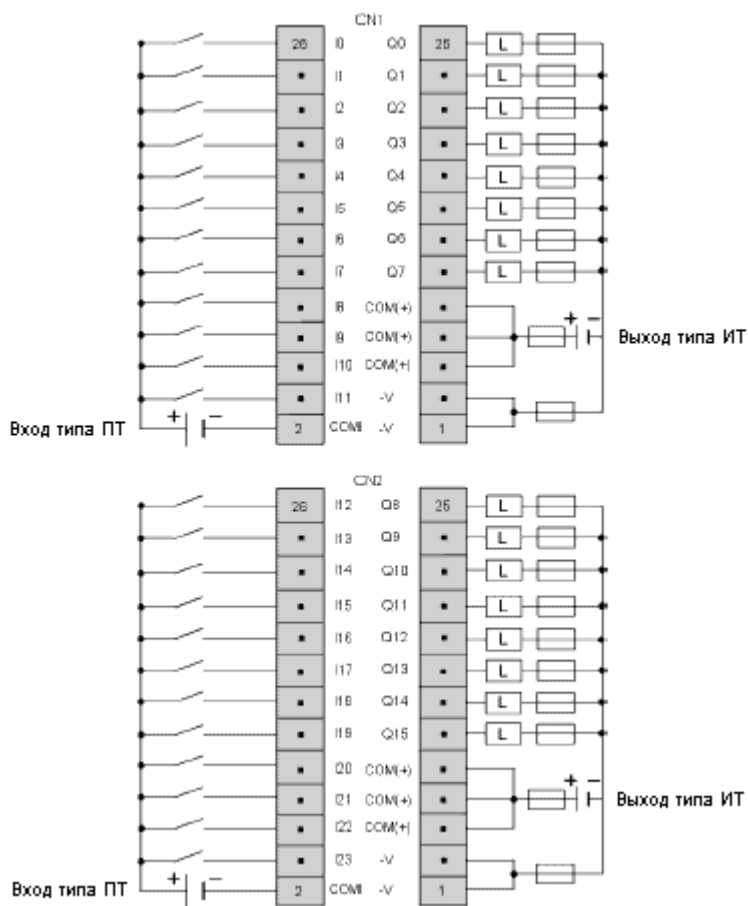 CN1
26 I0 Q0 25 L
I1 Q1 L
I2 Q2 L
I3 Q3 L
I4 Q4 L
I5 Q5 L
I6 Q6 L
I7 Q7 L
I8 COM(+)
I9 COM(+) + − Выход типа ИТ
I10 COM(+)
I11 -V
Вход типа ПТ + − 2 COMI -V 1
CN2
26 I12 Q8 25 L
I13 Q9 L
I14 Q10 L
I15 Q11 L
I16 Q12 L
I17 Q13 L
I18 Q14 L
I19 Q15 L
I20 COM(+)
I21 COM(+) + − Выход типа ИТ
I22 COM(+)
I23 -V
Вход типа ПТ + − 2 COMI -V 1